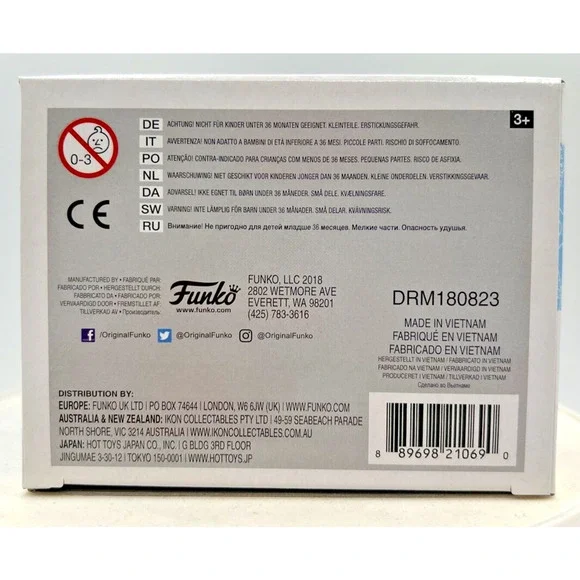 3+
0-3
DE ACHTUNG! NICHT FÜR KINDER UNTER 36 MONATEN GEEIGNET. KLEINTEILE. ERSTICKUNGSGEFAHR.
IT AVVERTENZA! NON ADATTO A BAMBINI DI ETÀ INFERIORE A 36 MESI. PICCOLE PARTI. RISCHIO DI SOFFOCAMENTO.
PO ATENÇÃO! CONTRA-INDICADO PARA CRIANÇAS COM MENOS DE 36 MESES. PEQUENAS PARTES. RISCO DE ASFIXIA.
NL WAARSCHUWING! NIET GESCHIKT VOOR KINDEREN JONGER DAN 36 MAANDEN. KLEINE ONDERDELEN. VERSTIKKINGSGEVAAR.
DA ADVARSEL! IKKE EGNET TIL BØRN UNDER 36 MÅNEDER. SMÅ DELE. KVÆLNINGSFARE.
SW VARNING! INTE LÄMPLIG FÖR BARN UNDER 36 MÅNADER. SMÅ DELAR. KVÄVNINGSRISK.
RU Внимание! Не пригодно для детей младше 36 месяцев. Мелкие части. Опасность удушья.
CE
MANUFACTURED BY • FABRIQUÉ PAR:
FABRICADO POR • HERGESTELLT DURCH:
FABBRICATO DA • FABRICADO POR:
VERVAARDIGD DOOR • FREMSTILLET AF:
TILLVERKAD AV • Производитель:
Funko
www.funko.com
FUNKO, LLC 2018
2802 WETMORE AVE
EVERETT, WA 98201
(425) 783-3616
DRM180823
MADE IN VIETNAM
FABRIQUÉ EN VIETNAM
FABRICADO EN VIETNAM
HERGESTELLT IN VIETNAM | FABBRICATO IN VIETNAM
FABRICADO NA VIETNAM | VERVAARDIGD IN VIETNAM
PRODUCERET I VIETNAM | TILLVERKAD I VIETNAM
Сделано во Вьетнаме
f /OriginalFunko @OriginalFunko @OriginalFunko
DISTRIBUTION BY:
EUROPE: FUNKO UK LTD | PO BOX 74644 | LONDON, W6 6JW (UK) | WWW.FUNKO.COM
AUSTRALIA & NEW ZEALAND: IKON COLLECTABLES PTY LTD | 49-59 SEABEACH PARADE
NORTH SHORE, VIC 3214 AUSTRALIA | WWW.IKONCOLLECTABLES.COM.AU
JAPAN: HOT TOYS JAPAN CO., INC. | G BLDG 3RD FLOOR
JINGUMAE 3-30-12 | TOKYO 150-0001 | WWW.HOTTOYS.JP
8 89698 21069 0